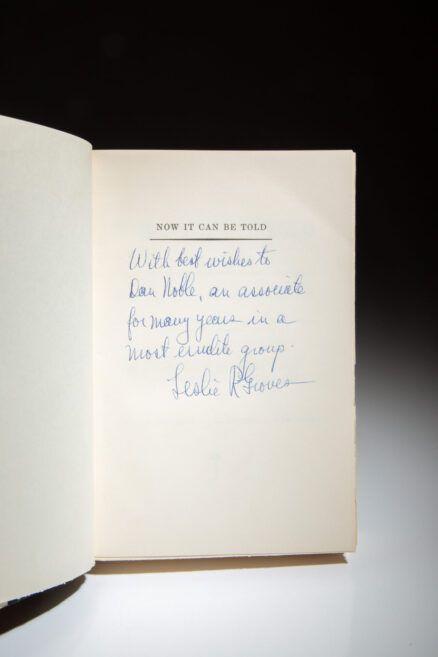 NOW IT CAN BE TOLD
With best wishes to
Dan Noble, an associate
for many years in a
most erudite group.
Leslie R Groves